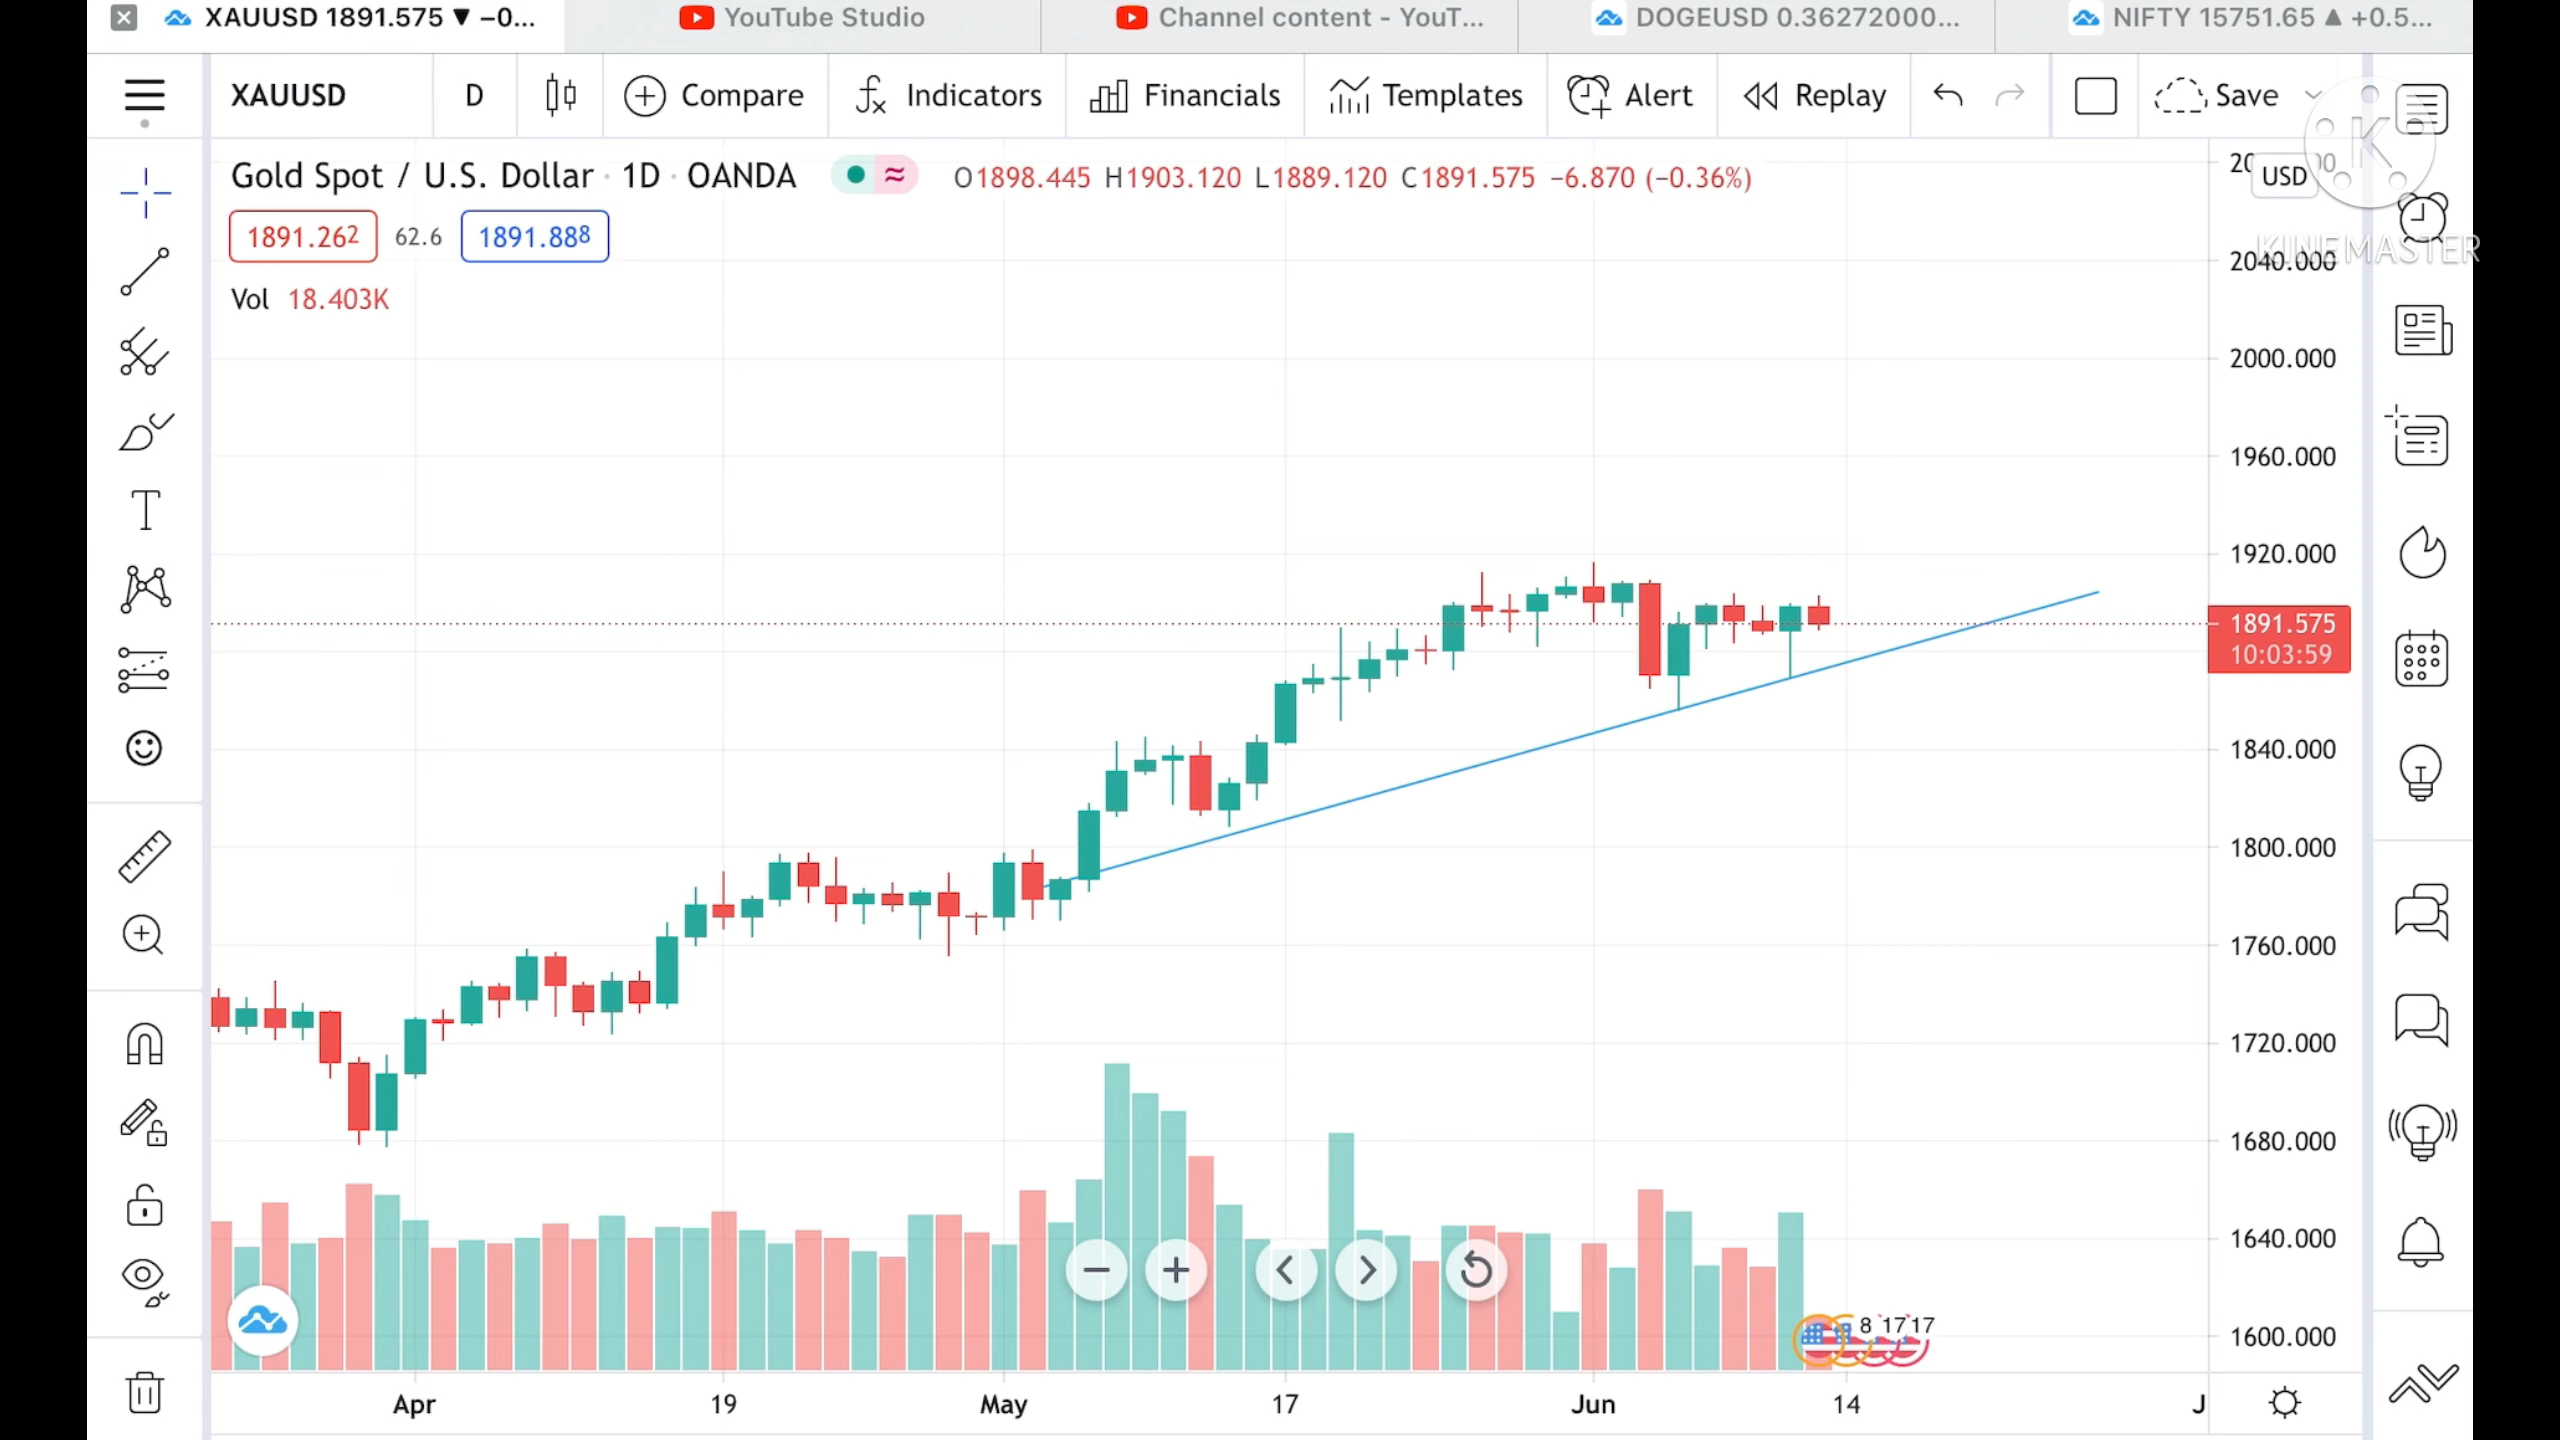 XAUUSD 1891.575 ▼ −0...
YouTube Studio
Channel content - YouT...
DOGEUSD 0.36272000...
NIFTY 15751.65 ▲ +0.5...
XAUUSD
D
Compare
Indicators
Financials
Templates
Alert
Replay
Save
K
KINEMASTER
Gold Spot / U.S. Dollar · 1D · OANDA
O1898.445 H1903.120 L1889.120 C1891.575 −6.870 (−0.36%)
USD
1891.262 62.6 1891.888
Vol 18.403K
2040.000
2000.000
1960.000
1920.000
1891.575
10:03:59
1840.000
1800.000
1760.000
1720.000
1680.000
1640.000
1600.000
8 17 17
Apr 19 May 17 Jun 14 J